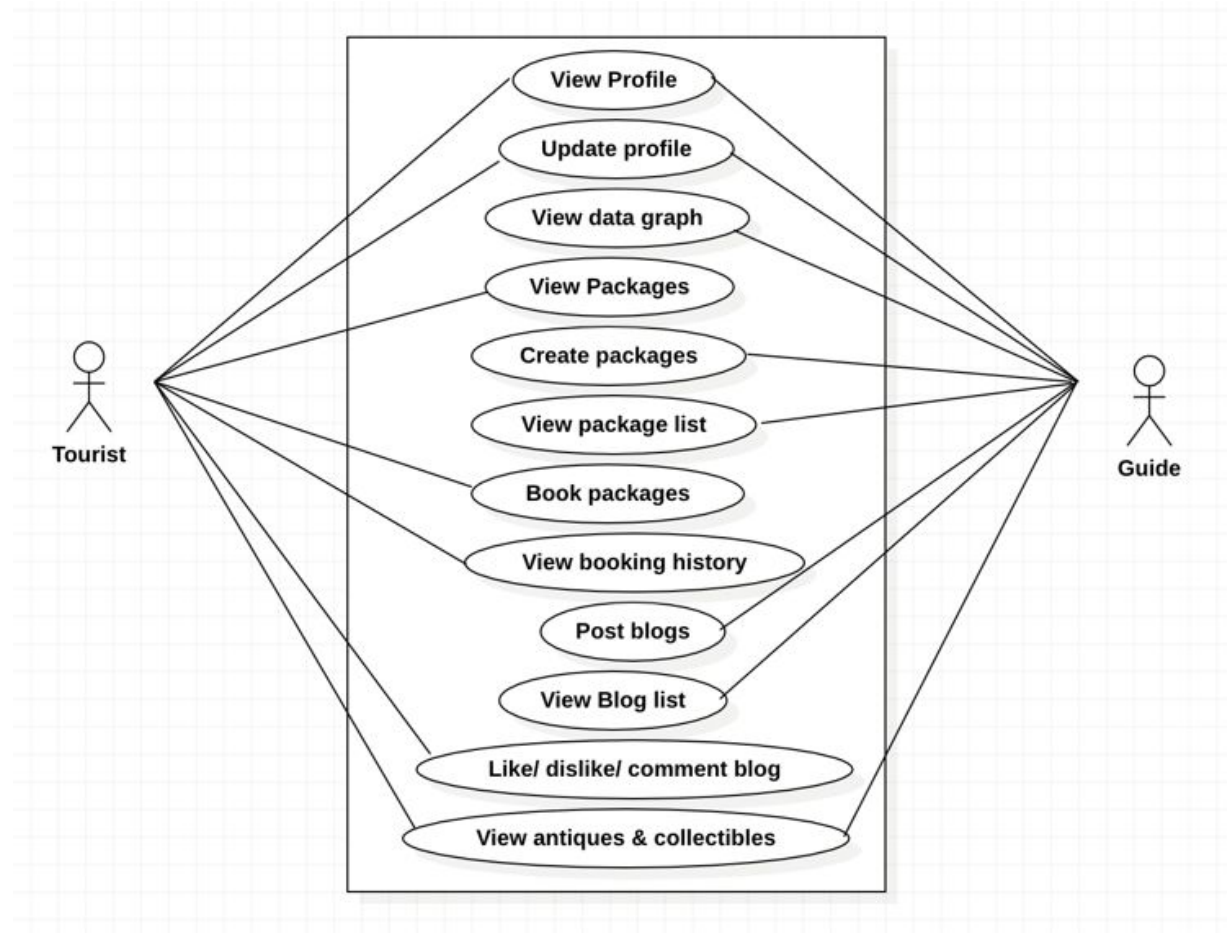 View Profile
Update profile
View data graph
View Packages
Create packages
View package list
Book packages
View booking history
Post blogs
View Blog list
Like/ dislike/ comment blog
View antiques & collectibles
Tourist
Guide